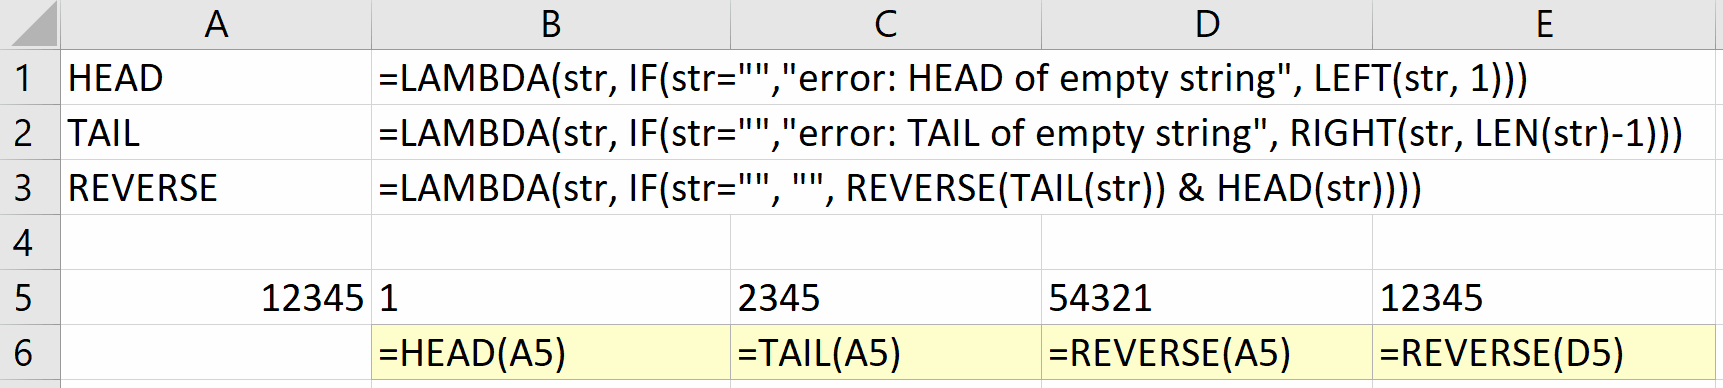 A B C D E
1 HEAD =LAMBDA(str, IF(str="","error: HEAD of empty string", LEFT(str, 1)))
2 TAIL =LAMBDA(str, IF(str="","error: TAIL of empty string", RIGHT(str, LEN(str)-1)))
3 REVERSE =LAMBDA(str, IF(str="", "", REVERSE(TAIL(str)) & HEAD(str))))
4
5 12345 1 2345 54321 12345
6 =HEAD(A5) =TAIL(A5) =REVERSE(A5) =REVERSE(D5)